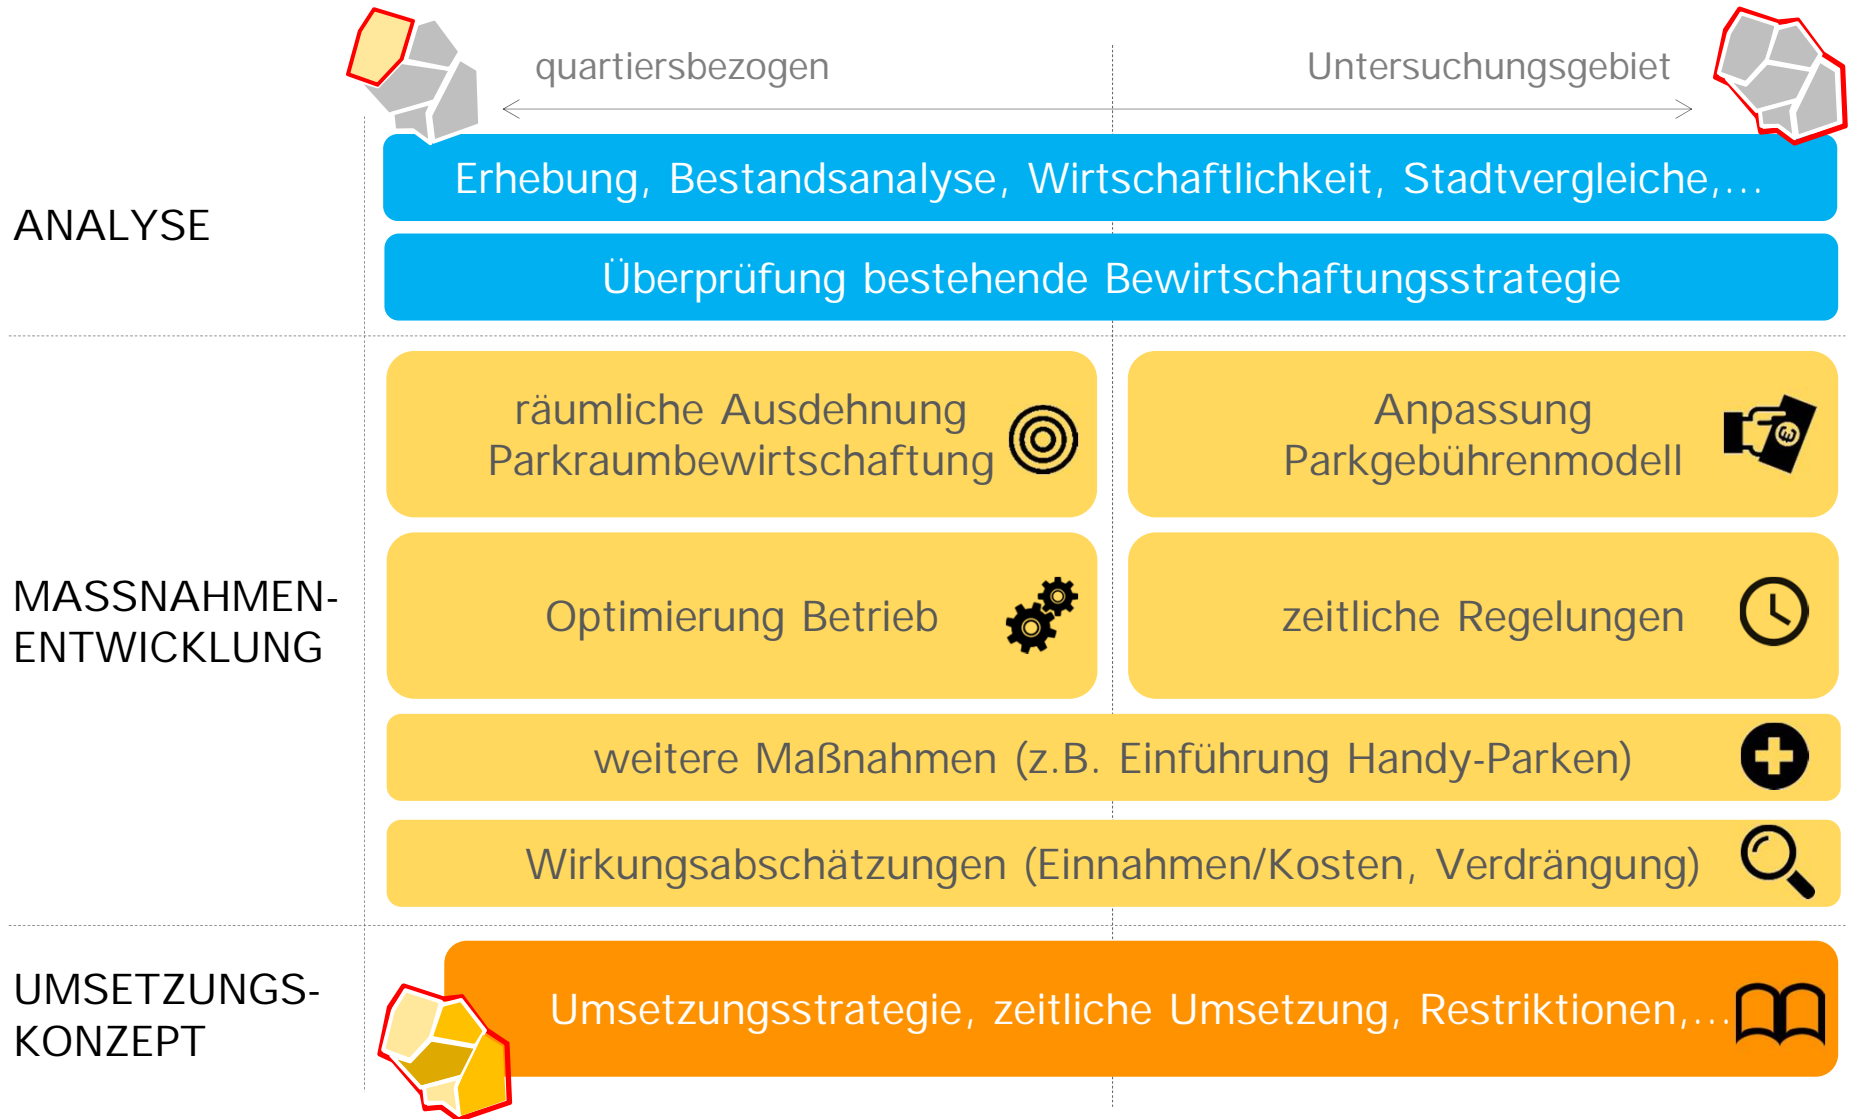 quartiersbezogen
Untersuchungsgebiet
ANALYSE
Erhebung, Bestandsanalyse, Wirtschaftlichkeit, Stadtvergleiche,...
Überprüfung bestehende Bewirtschaftungsstrategie
MASSNAHMEN-
ENTWICKLUNG
räumliche Ausdehnung
Parkraumbewirtschaftung
Anpassung
Parkgebührenmodell
Optimierung Betrieb
zeitliche Regelungen
weitere Maßnahmen (z.B. Einführung Handy-Parken)
Wirkungsabschätzungen (Einnahmen/Kosten, Verdrängung)
UMSETZUNGS-
KONZEPT
Umsetzungsstrategie, zeitliche Umsetzung, Restriktionen,...